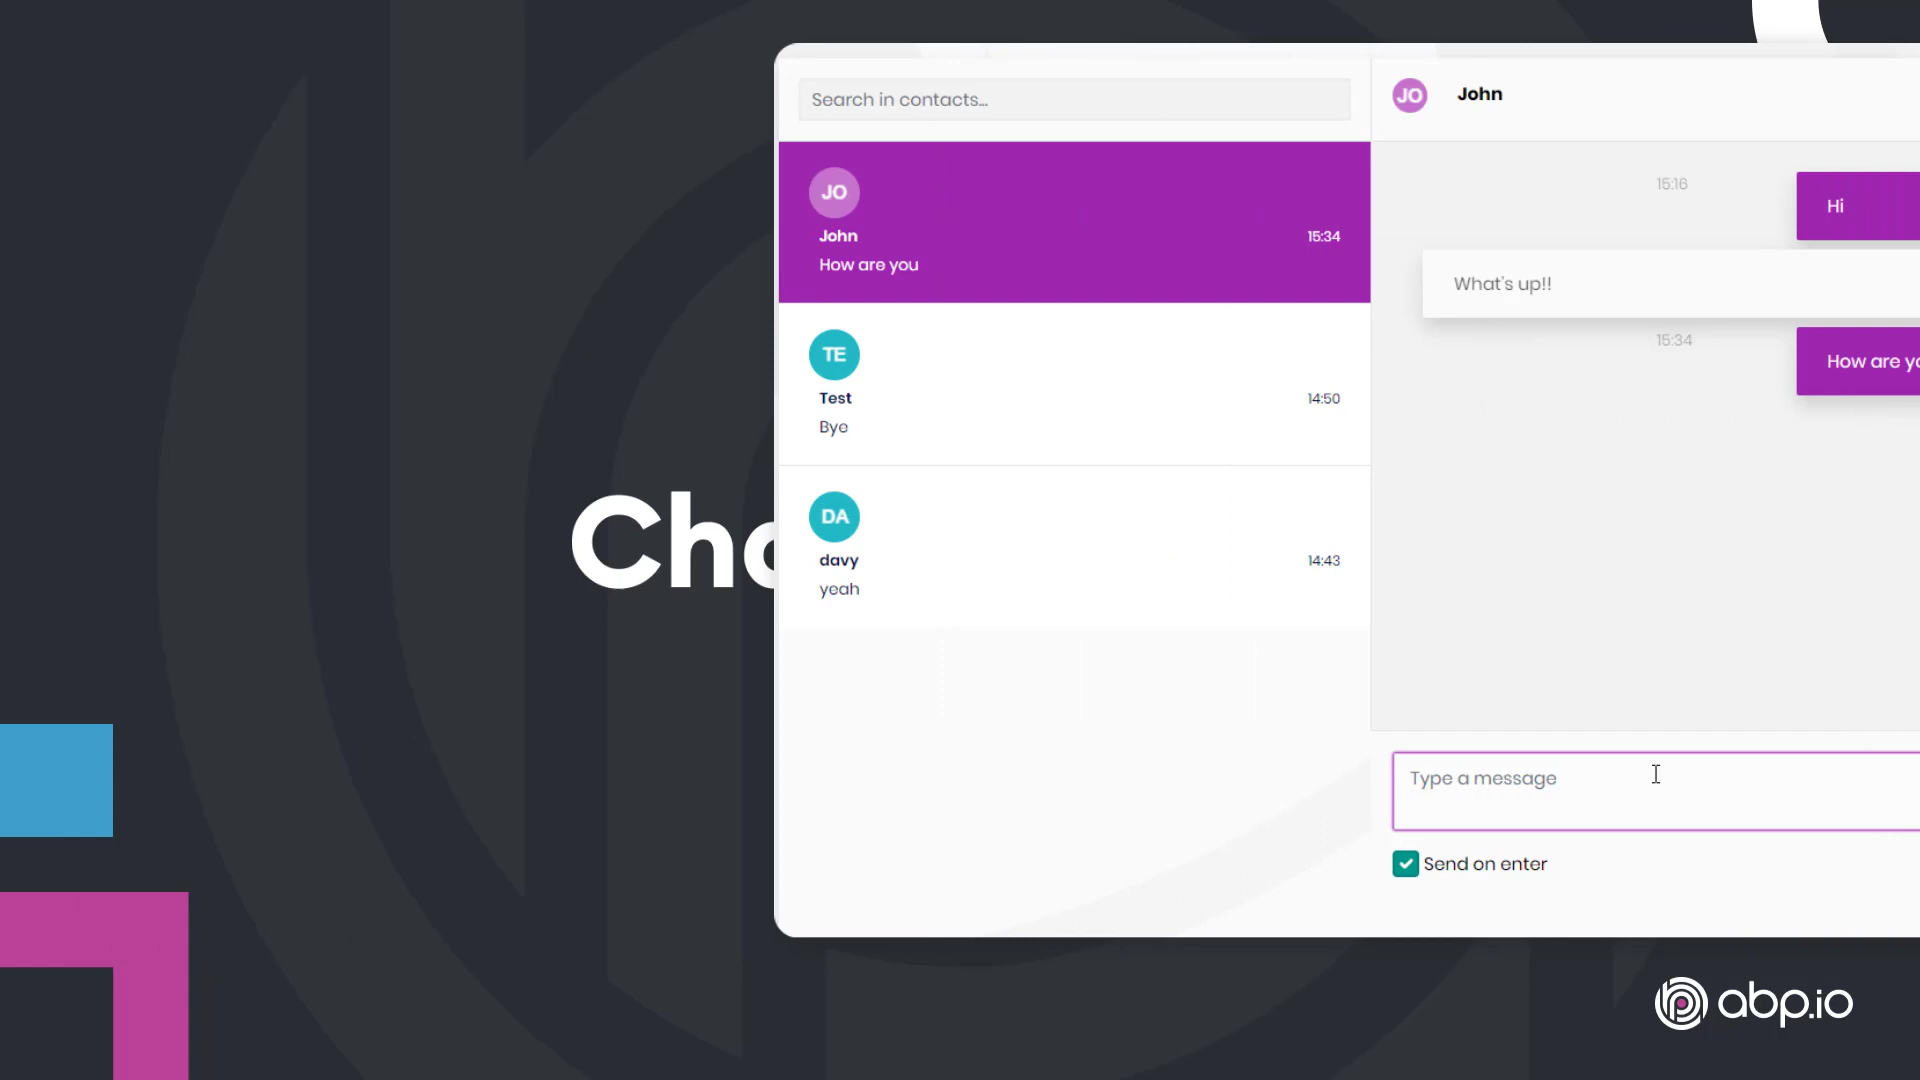 Search in contacts...
JO
John
15:34
How are you
TE
Test
14:50
Bye
DA
davy
14:43
yeah
JO
John
15:16
Hi
What's up!!
15:34
How are
Type a message
Send on enter
abp.io